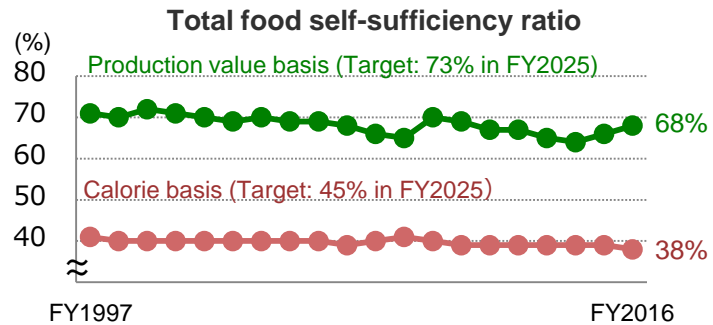 Total food self-sufficiency ratio
(%)
80
Production value basis (Target: 73% in FY2025)
70
68%
60
50
Calorie basis (Target: 45% in FY2025）
40
38%
≈
FY1997
FY2016